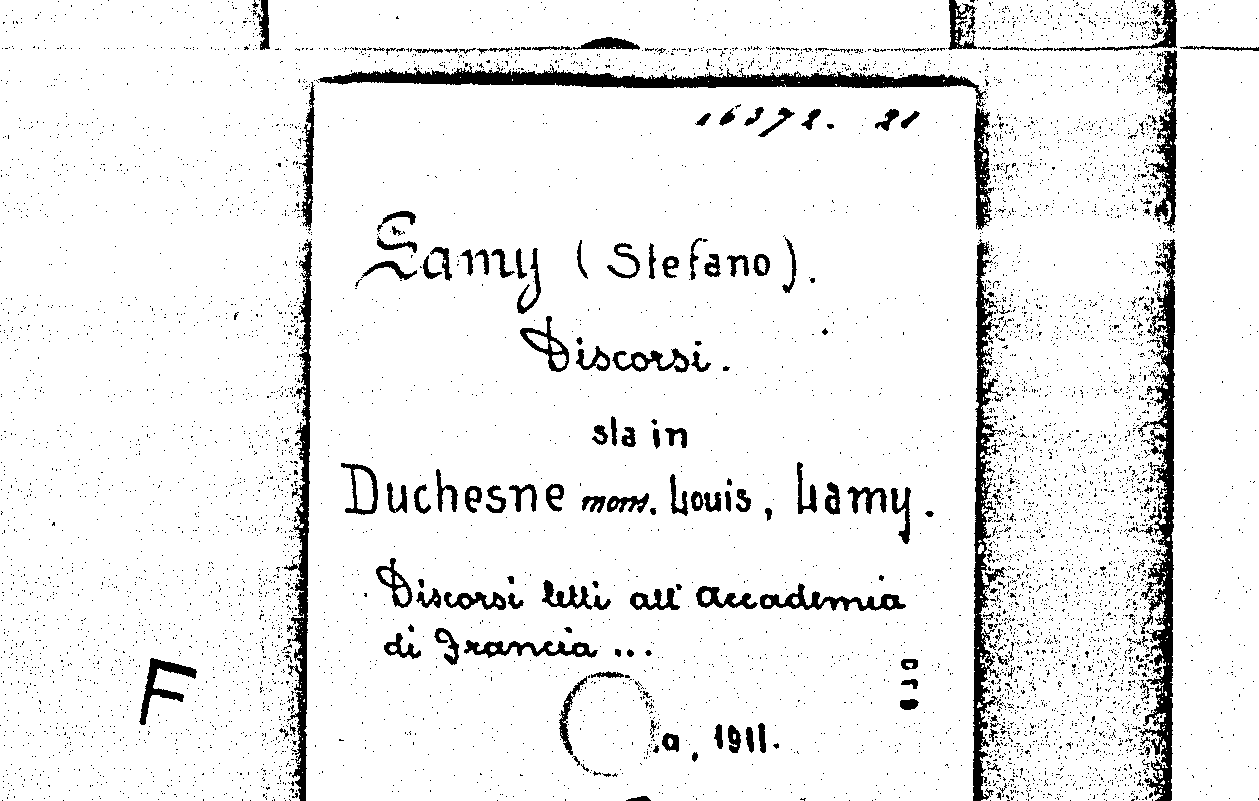 16372. 21
Lamy (Stefano).
Discorsi.
sta in
Duchesne mons. Louis, Lamy.
Discorsi letti all' Accademia
di Francia ...
F
a, 1911.